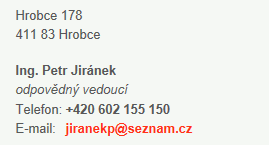 Hrobce 178
411 83 Hrobce
Ing. Petr Jiránek
odpovědný vedoucí
Telefon: +420 602 155 150
E-mail: jiranekp@seznam.cz